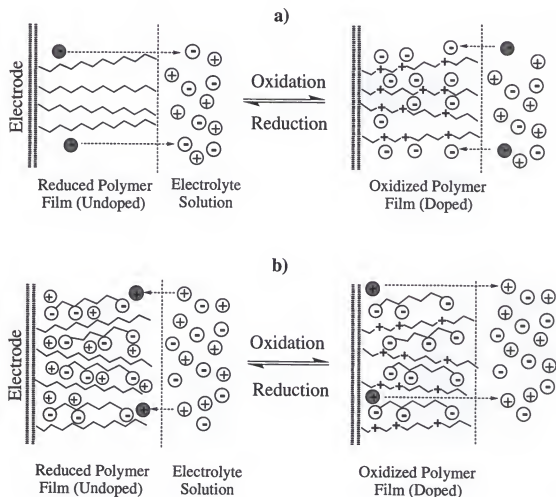 a)
Electrode
Oxidation
Reduction
Reduced Polymer
Film (Undoped)
Electrolyte
Solution
Oxidized Polymer
Film (Doped)
b)
Electrode
Oxidation
Reduction
Reduced Polymer
Film (Undoped)
Electrolyte
Solution
Oxidized Polymer
Film (Doped)